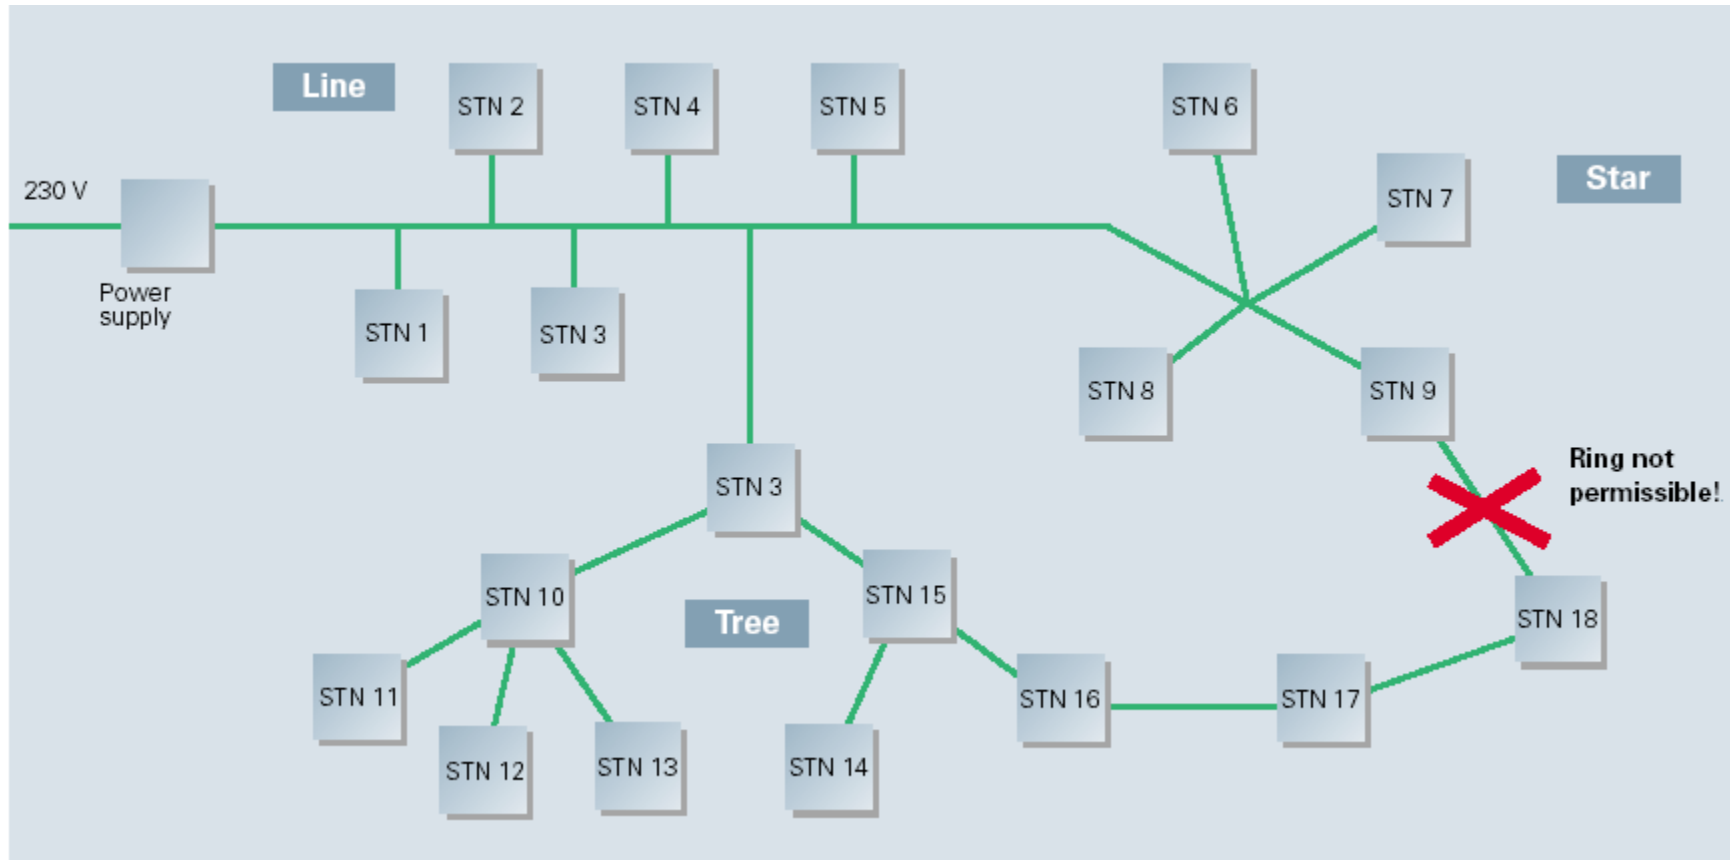 Line
STN 2
STN 4
STN 5
STN 6
Star
STN 7
230 V
Power
supply
STN 1
STN 3
STN 8
STN 9
Ring not
permissible!
STN 3
STN 10
Tree
STN 15
STN 18
STN 11
STN 12
STN 13
STN 14
STN 16
STN 17